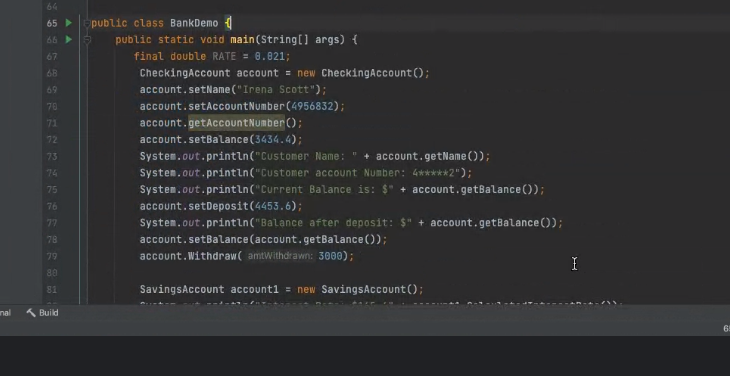 64
65 public class BankDemo {
66 public static void main(String[] args) {
67 final double RATE = 0.021;
68 CheckingAccount account = new CheckingAccount();
69 account.setName("Irena Scott");
70 account.setAccountNumber(4956832);
71 account.getAccountNumber();
72 account.setBalance(3434.4);
73 System.out.println("Customer Name: " + account.getName());
74 System.out.println("Customer account Number: 4*****2");
75 System.out.println("Current Balance is: $" + account.getBalance());
76 account.setDeposit(4453.6);
77 System.out.println("Balance after deposit: $" + account.getBalance());
78 account.setBalance(account.getBalance());
79 account.Withdraw( amtWithdrawn: 3000);
80
81 SavingsAccount account1 = new SavingsAccount();
nal Build